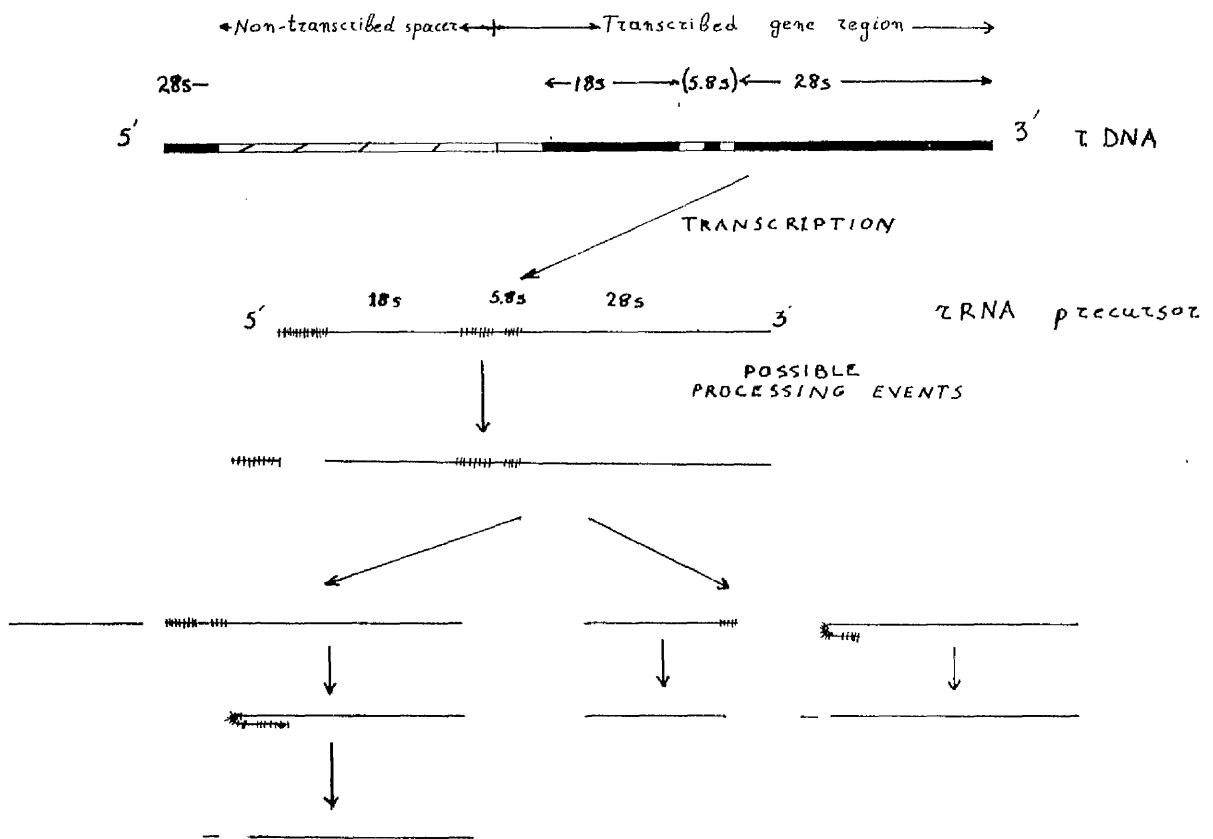 Non-transcribed spacer Transcribed gene region
28s 18s (5.8s) 28s
5' 3' r DNA
TRANSCRIPTION
18s 5.8s 28s
5' 3' rRNA precursor
POSSIBLE
PROCESSING EVENTS